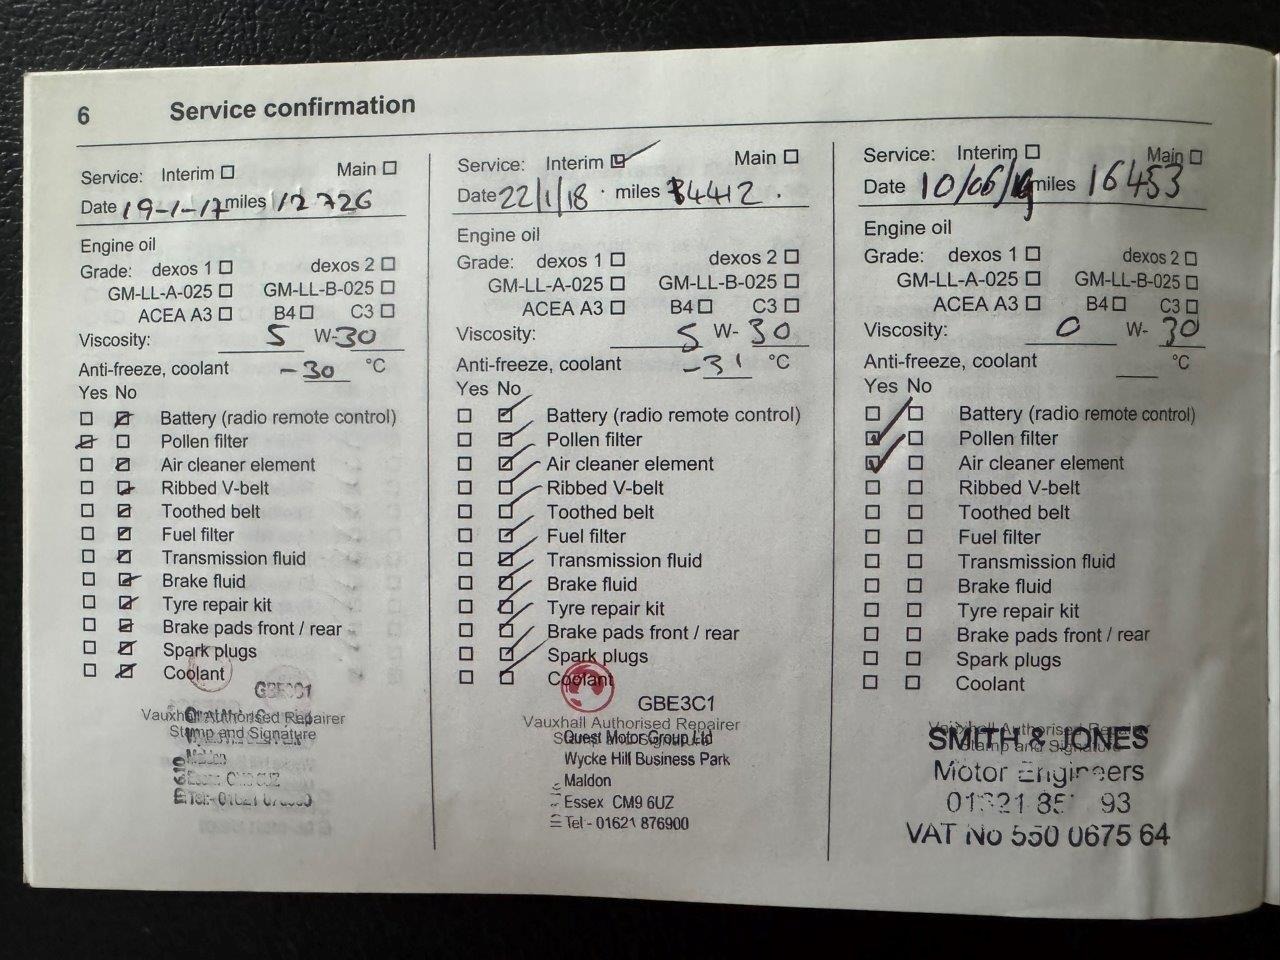 6 Service confirmation
Service: Interim Main
Date 19-1-17 miles 12726
Engine oil
Grade: dexos 1 dexos 2
GM-LL-A-025 GM-LL-B-025
ACEA A3 B4 C3
Viscosity: 5 W-30
Anti-freeze, coolant -30 °C
Yes No
Battery (radio remote control)
Pollen filter
Air cleaner element
Ribbed V-belt
Toothed belt
Fuel filter
Transmission fluid
Brake fluid
Tyre repair kit
Brake pads front / rear
Spark plugs
Coolant
Vauxhall Authorised Repairer
Stamp and Signature
Maldon
Essex
Service: Interim Main
Date 22/1/18 miles 4412
Engine oil
Grade: dexos 1 dexos 2
GM-LL-A-025 GM-LL-B-025
ACEA A3 B4 C3
Viscosity: 5 W- 30
Anti-freeze, coolant -31 °C
Yes No
Battery (radio remote control)
Pollen filter
Air cleaner element
Ribbed V-belt
Toothed belt
Fuel filter
Transmission fluid
Brake fluid
Tyre repair kit
Brake pads front / rear
Spark plugs
Coolant
GBE3C1
Vauxhall Authorised Repairer
Stamp and Signature
Quest Motor Group Ltd
Wycke Hill Business Park
Maldon
Essex CM9 6UZ
Tel - 01621 876900
Service: Interim Main
Date 10/06/19 miles 16453
Engine oil
Grade: dexos 1 dexos 2
GM-LL-A-025 GM-LL-B-025
ACEA A3 B4 C3
Viscosity: 0 W- 30
Anti-freeze, coolant °C
Yes No
Battery (radio remote control)
Pollen filter
Air cleaner element
Ribbed V-belt
Toothed belt
Fuel filter
Transmission fluid
Brake fluid
Tyre repair kit
Brake pads front / rear
Spark plugs
Coolant
Vauxhall Authorised Repairer
Stamp and Signature
SMITH & JONES
Motor Engineers
VAT No 550 0675 64